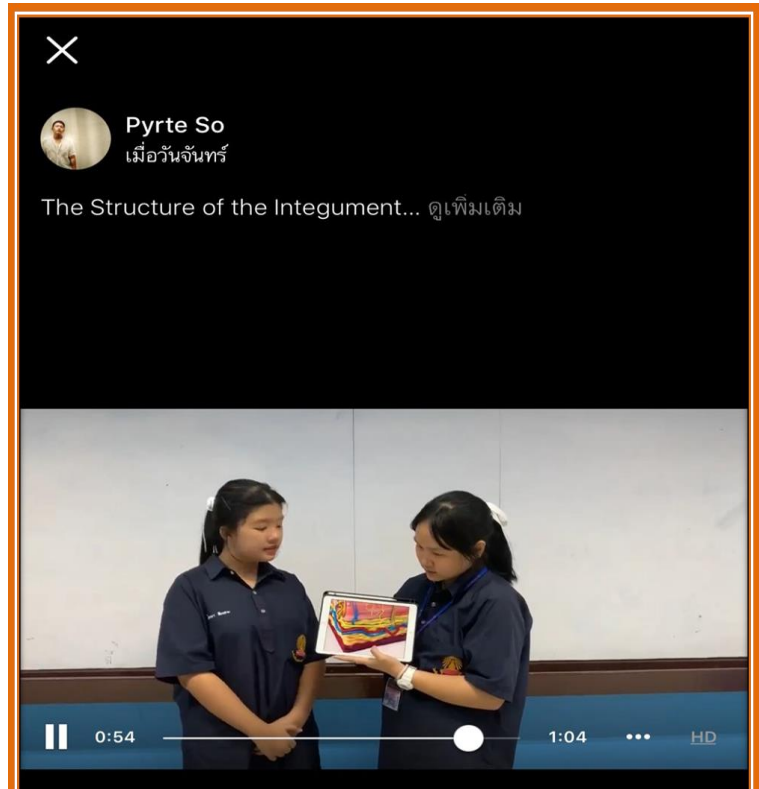 Pyrte So
เมื่อวันจันทร์
The Structure of the Integument... ดูเพิ่มเติม
0:54
1:04
HD